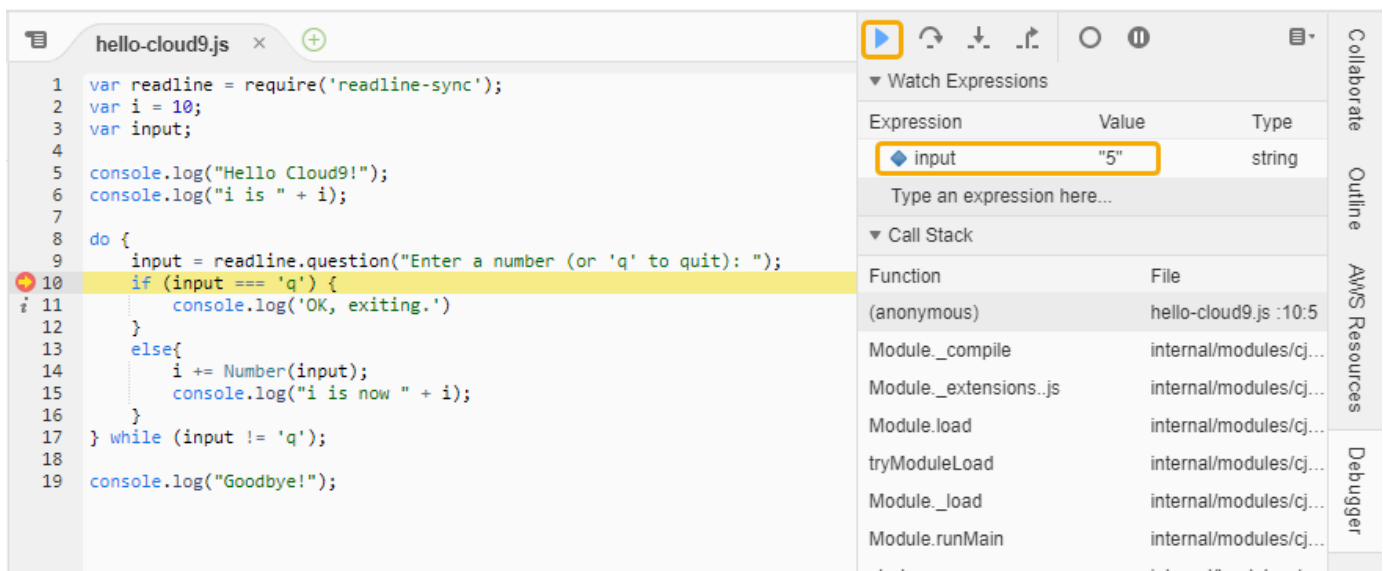 hello-cloud9.js ×
1 var readline = require('readline-sync');
2 var i = 10;
3 var input;
4
5 console.log("Hello Cloud9!");
6 console.log("i is " + i);
7
8 do {
9     input = readline.question("Enter a number (or 'q' to quit): ");
10     if (input === 'q') {
i 11         console.log('OK, exiting.')
12     }
13     else{
14         i += Number(input);
15         console.log("i is now " + i);
16     }
17 } while (input != 'q');
18
19 console.log("Goodbye!");
Watch Expressions
Expression Value Type
input "5" string
Type an expression here...
Call Stack
Function File
(anonymous) hello-cloud9.js :10:5
Module._compile internal/modules/cj...
Module._extensions..js internal/modules/cj...
Module.load internal/modules/cj...
tryModuleLoad internal/modules/cj...
Module._load internal/modules/cj...
Module.runMain internal/modules/cj...
Collaborate
Outline
AWS Resources
Debugger